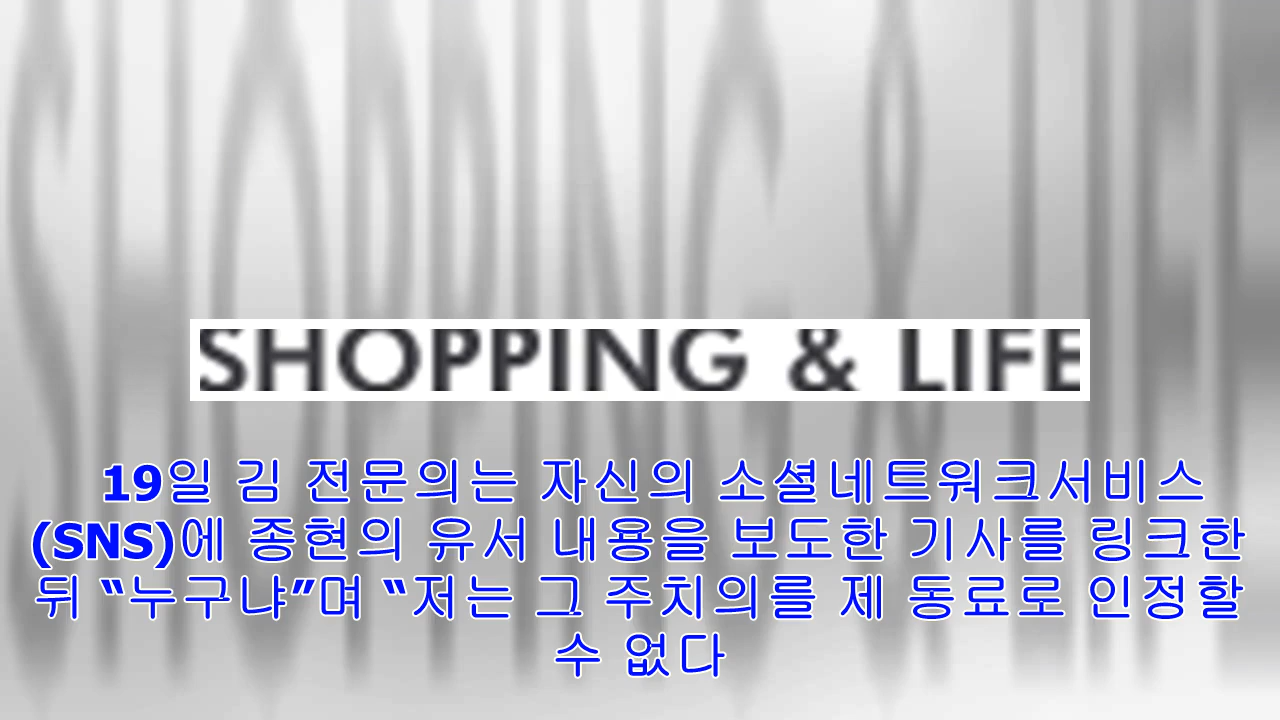 SHOPPING & LIFE
19일 김 전문의는 자신의 소셜네트워크서비스
(SNS)에 종현의 유서 내용을 보도한 기사를 링크한
뒤 “누구냐”며 “저는 그 주치의를 제 동료로 인정할
수 없다